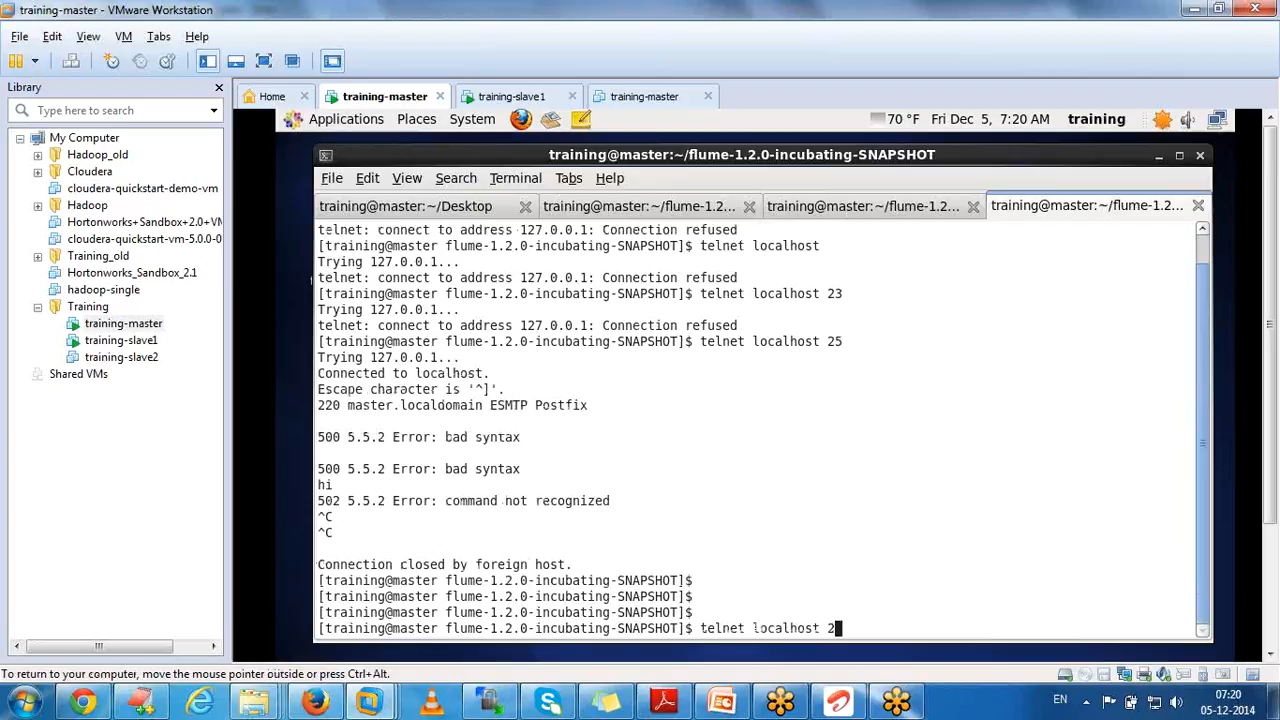 training-master - VMware Workstation
File Edit View VM Tabs Help
Library
Type here to search
My Computer
Hadoop_old
Cloudera
cloudera-quickstart-demo-vm
Hadoop
Hortonworks+Sandbox+2.0+V
cloudera-quickstart-vm-5.0.0-0
Training_old
Hortonworks_Sandbox_2.1
hadoop-single
Training
training-master
training-slave1
training-slave2
Shared VMs
Home training-master training-slave1 training-master
Applications Places System 70 °F Fri Dec 5, 7:20 AM training
training@master:~/flume-1.2.0-incubating-SNAPSHOT
File Edit View Search Terminal Tabs Help
training@master:~/Desktop training@master:~/flume-1.2... training@master:~/flume-1.2... training@master:~/flume-1.2...
telnet: connect to address 127.0.0.1: Connection refused
[training@master flume-1.2.0-incubating-SNAPSHOT]$ telnet localhost
Trying 127.0.0.1...
telnet: connect to address 127.0.0.1: Connection refused
[training@master flume-1.2.0-incubating-SNAPSHOT]$ telnet localhost 23
Trying 127.0.0.1...
telnet: connect to address 127.0.0.1: Connection refused
[training@master flume-1.2.0-incubating-SNAPSHOT]$ telnet localhost 25
Trying 127.0.0.1...
Connected to localhost.
Escape character is '^]'.
220 master.localdomain ESMTP Postfix
500 5.5.2 Error: bad syntax
500 5.5.2 Error: bad syntax
hi
502 5.5.2 Error: command not recognized
^C
^C
Connection closed by foreign host.
[training@master flume-1.2.0-incubating-SNAPSHOT]$
[training@master flume-1.2.0-incubating-SNAPSHOT]$
[training@master flume-1.2.0-incubating-SNAPSHOT]$
[training@master flume-1.2.0-incubating-SNAPSHOT]$ telnet localhost 2
To return to your computer, move the mouse pointer outside or press Ctrl+Alt.
EN 07:20
05-12-2014